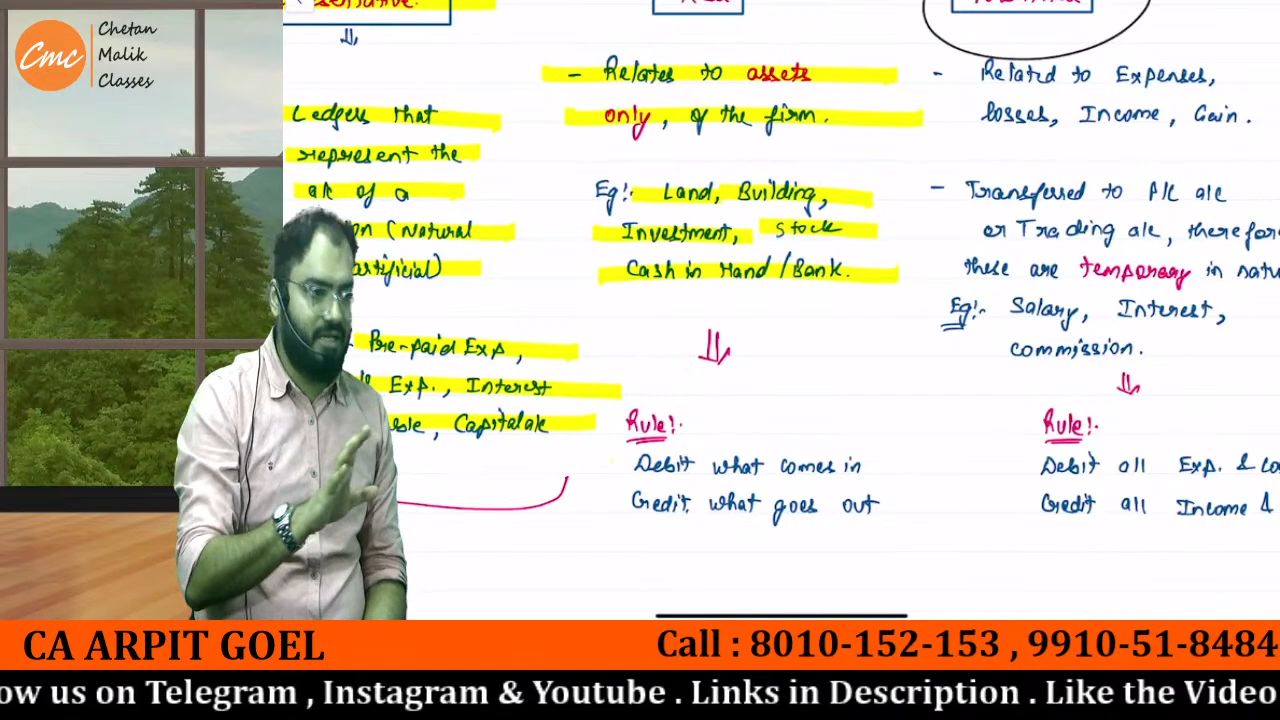 Chetan
Malik
Classes
Cmc
Ledgers that
represent the
a/c of a
(Natural
artificial)
Pre-paid Exp,
Exp., Interest
Capital a/c
- Relates to assets
only, of the firm.
Eg:- Land, Building,
Investment, Stock
Cash in Hand/Bank.
Rule:-
Debit what comes in
Credit what goes out
- Related to Expenses,
losses, Income, Gain.
- Transferred to P/L a/c
or Trading a/c, therefor
these are temporary in natu
Eg:- Salary, Interest,
commission.
Rule:-
Debit all Exp. & Lo
Credit all Income &
CA ARPIT GOEL
Call : 8010-152-153 , 9910-51-8484
ow us on Telegram , Instagram & Youtube . Links in Description . Like the Video